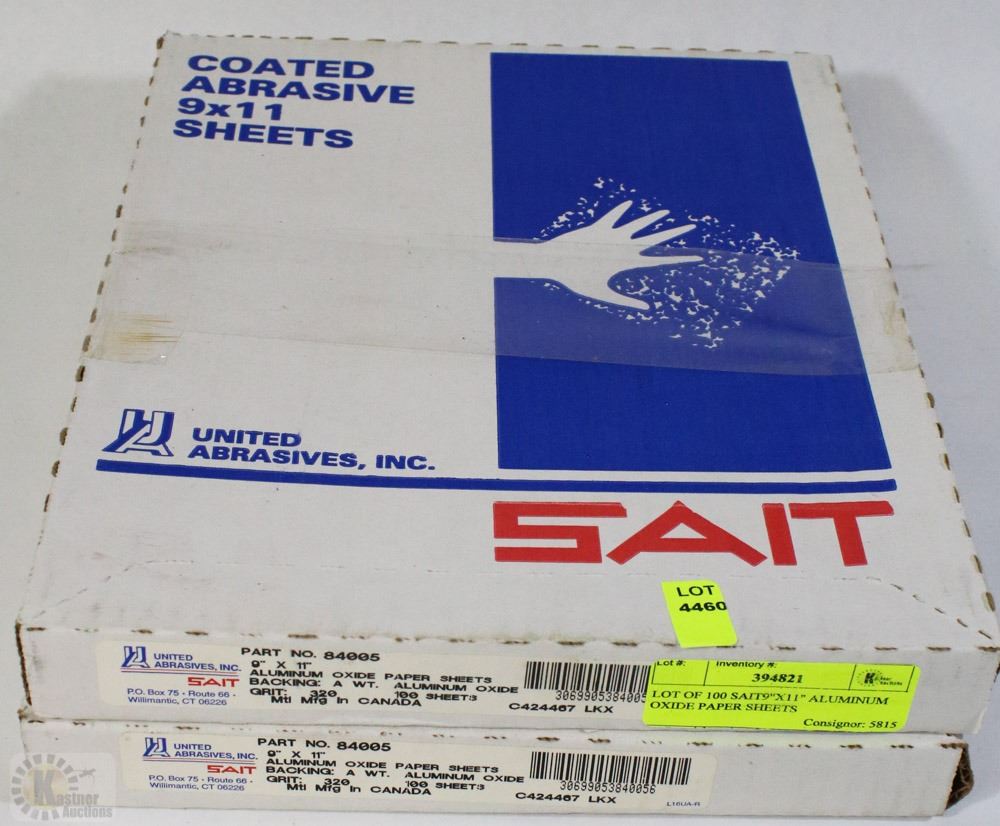 COATED
ABRASIVE
9x11
SHEETS
UNITED
ABRASIVES, INC.
SAIT
LOT
4460
UNITED
ABRASIVES, INC.
SAIT
P.O. Box 75 • Route 66 •
Willimantic, CT 06226
PART NO. 84005
9" X 11"
ALUMINUM OXIDE PAPER SHEETS
BACKING: A WT. ALUMINUM OXIDE
GRIT: 320 100 SHEETS
Mtl Mfg In CANADA
306990538400
C424467 LKX
Lot #: Inventory #:
394821
Kastner Auctions
LOT OF 100 SAIT9"X11" ALUMINUM
OXIDE PAPER SHEETS
Consignor: 5815
UNITED
ABRASIVES, INC.
SAIT
P.O. Box 75 • Route 66 •
Willimantic, CT 06226
PART NO. 84005
9" X 11"
ALUMINUM OXIDE PAPER SHEETS
BACKING: A WT. ALUMINUM OXIDE
GRIT: 320 100 SHEETS
Mtl Mfg In CANADA
30699053840056
C424467 LKX
L16UA-R
Kastner
Auctions